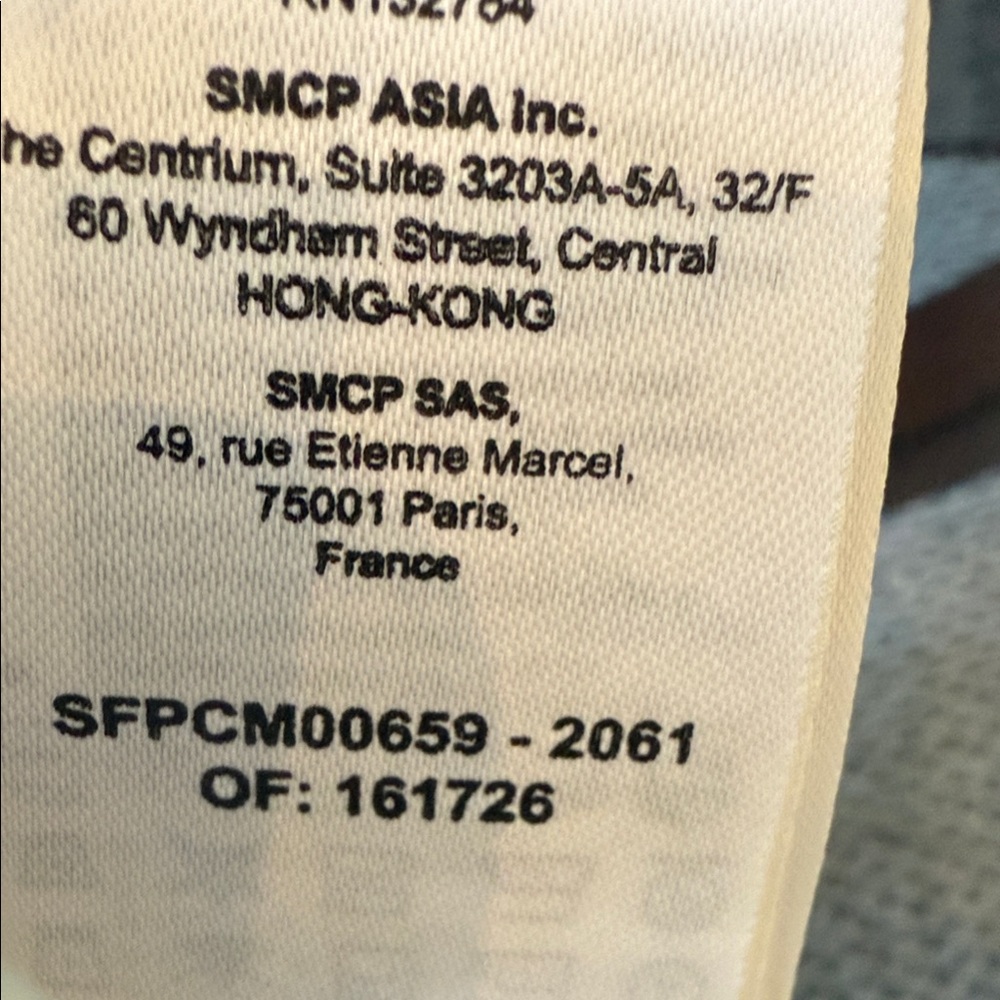 RN132764
SMCP ASIA Inc.
he Centrium, Suite 3203A-5A, 32/F
60 Wyndham Street, Central
HONG-KONG
SMCP SAS,
49, rue Etienne Marcel,
75001 Paris,
France
SFPCM00659 - 2061
OF: 161726